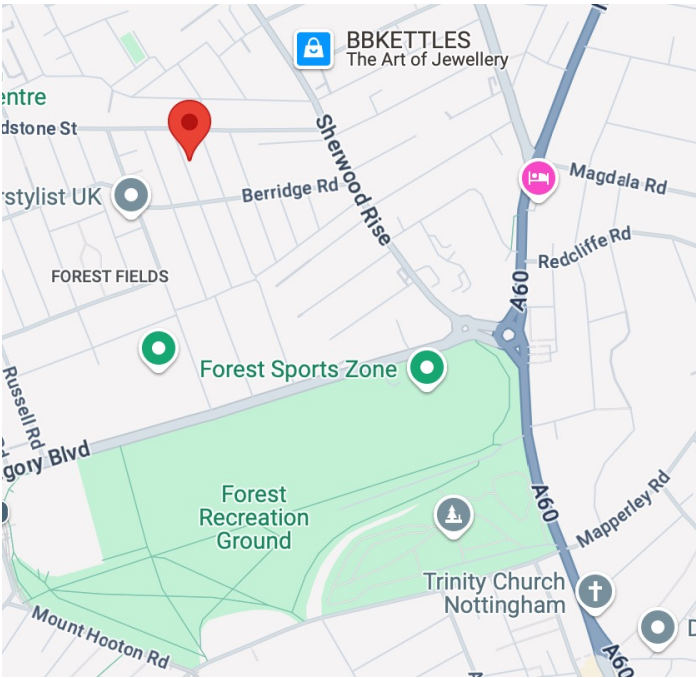 BBKETTLES
The Art of Jewellery
entre
dstone St
Sherwood Rise
Magdala Rd
rstylist UK
Berridge Rd
Redcliffe Rd
FOREST FIELDS
A60
Forest Sports Zone
Russell Rd
gory Blvd
Forest
Recreation
Ground
A60
Mapperley Rd
Trinity Church
Nottingham
Mount Hooton Rd
D
A60